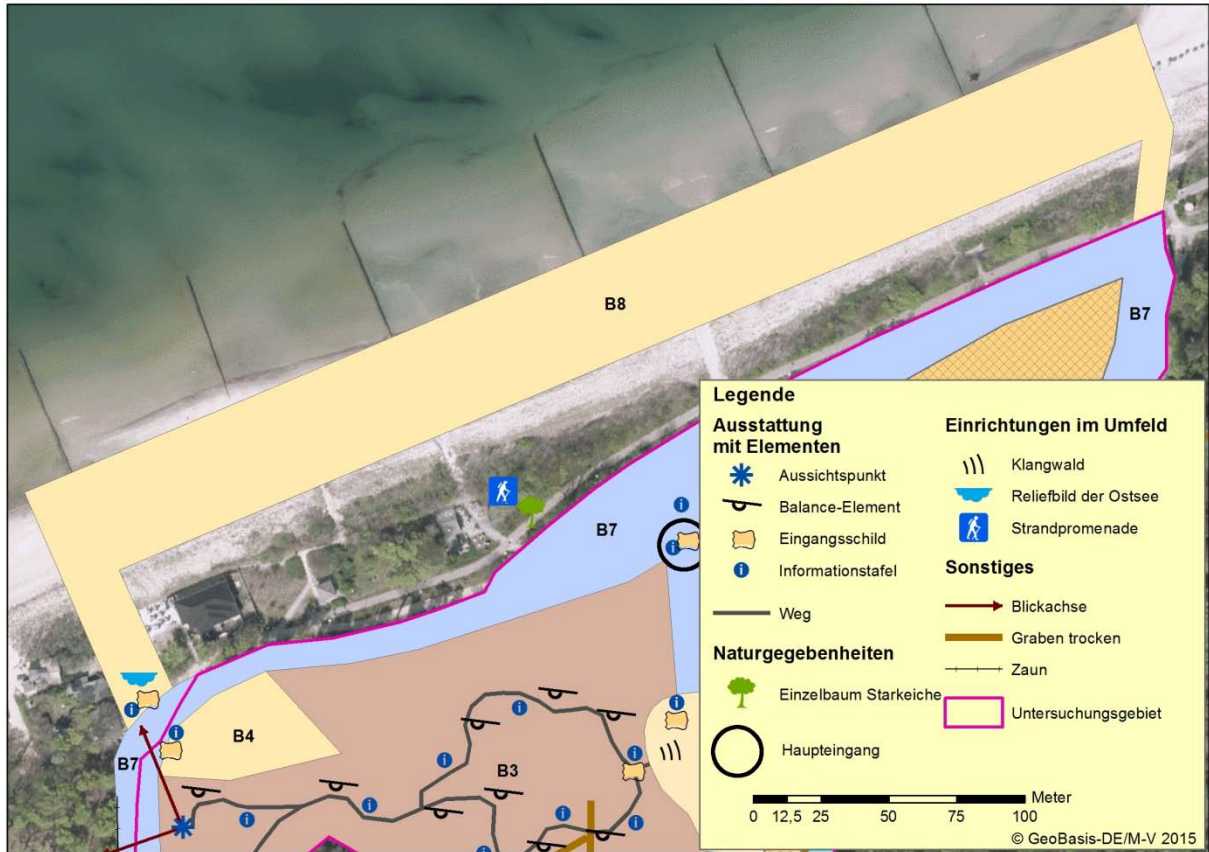 B8
B7
B7
B4
B7
B3
Legende
Ausstattung
mit Elementen
Aussichtspunkt
Balance-Element
Eingangsschild
Informationstafel
Weg
Naturgegebenheiten
Einzelbaum Starkeiche
Haupteingang
Einrichtungen im Umfeld
Klangwald
Reliefbild der Ostsee
Strandpromenade
Sonstiges
Blickachse
Graben trocken
Zaun
Untersuchungsgebiet
Meter
0 12,5 25 50 75 100
© GeoBasis-DE/M-V 2015